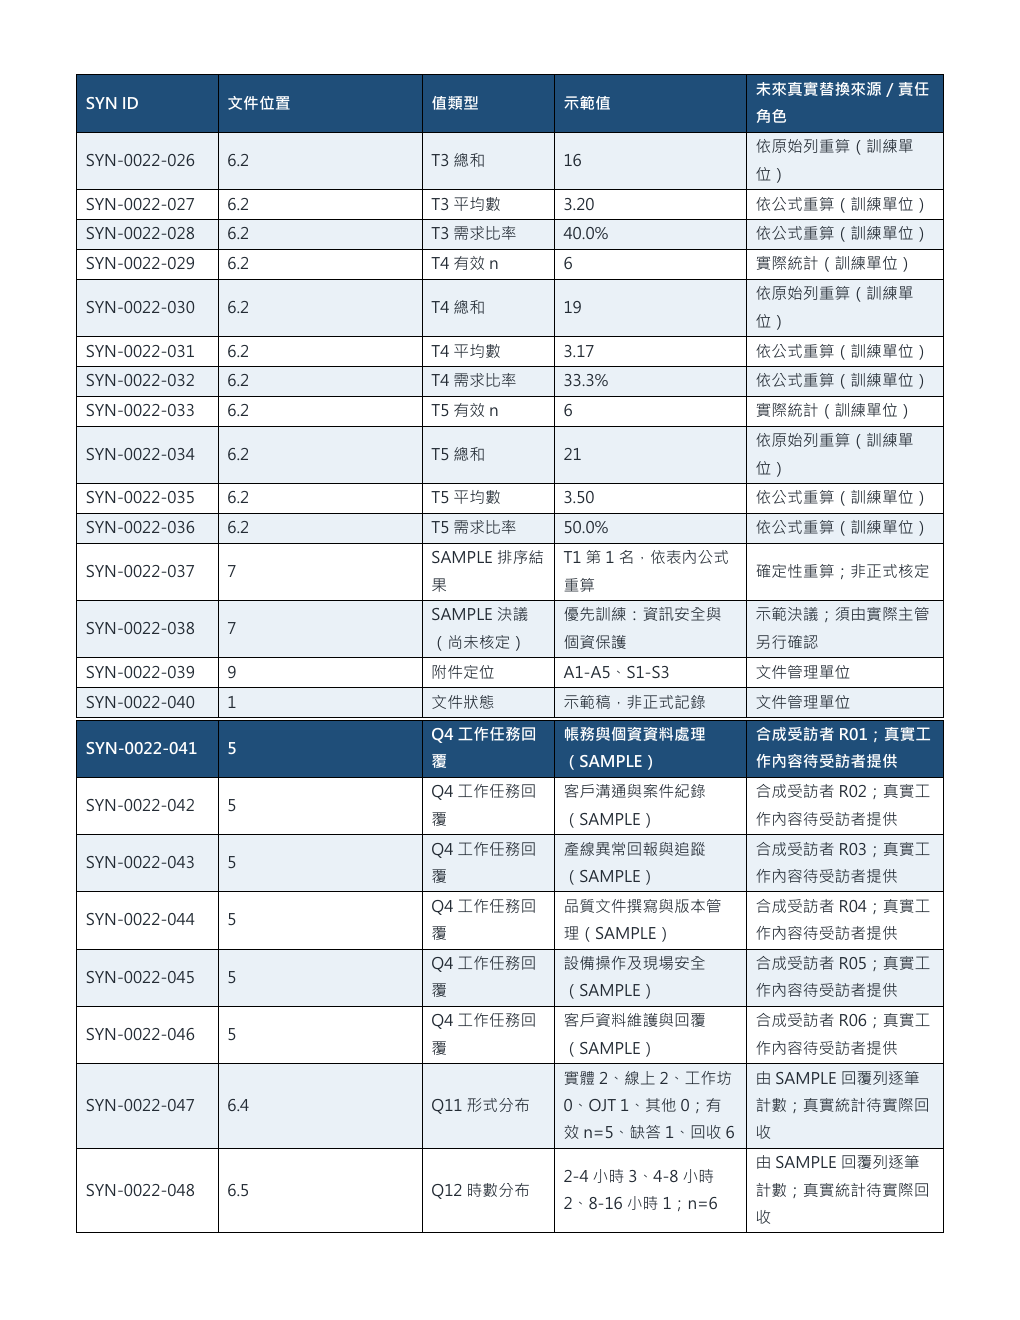 SYN ID 文件位置 值類型 示範值 未來真實替換來源 / 責任
角色
SYN-0022-026 6.2 T3 總和 16 依原始列重算（訓練單
位）
SYN-0022-027 6.2 T3 平均數 3.20 依公式重算（訓練單位）
SYN-0022-028 6.2 T3 需求比率 40.0% 依公式重算（訓練單位）
SYN-0022-029 6.2 T4 有效 n 6 實際統計（訓練單位）
SYN-0022-030 6.2 T4 總和 19 依原始列重算（訓練單
位）
SYN-0022-031 6.2 T4 平均數 3.17 依公式重算（訓練單位）
SYN-0022-032 6.2 T4 需求比率 33.3% 依公式重算（訓練單位）
SYN-0022-033 6.2 T5 有效 n 6 實際統計（訓練單位）
SYN-0022-034 6.2 T5 總和 21 依原始列重算（訓練單
位）
SYN-0022-035 6.2 T5 平均數 3.50 依公式重算（訓練單位）
SYN-0022-036 6.2 T5 需求比率 50.0% 依公式重算（訓練單位）
SYN-0022-037 7 SAMPLE 排序結
果 T1 第 1 名，依表內公式
重算 確定性重算；非正式核定
SYN-0022-038 7 SAMPLE 決議
（尚未核定） 優先訓練：資訊安全與
個資保護 示範決議；須由實際主管
另行確認
SYN-0022-039 9 附件定位 A1-A5、S1-S3 文件管理單位
SYN-0022-040 1 文件狀態 示範稿，非正式記錄 文件管理單位
SYN-0022-041 5 Q4 工作任務回
覆 帳務與個資資料處理
（SAMPLE） 合成受訪者 R01；真實工
作內容待受訪者提供
SYN-0022-042 5 Q4 工作任務回
覆 客戶溝通與案件紀錄
（SAMPLE） 合成受訪者 R02；真實工
作內容待受訪者提供
SYN-0022-043 5 Q4 工作任務回
覆 產線異常回報與追蹤
（SAMPLE） 合成受訪者 R03；真實工
作內容待受訪者提供
SYN-0022-044 5 Q4 工作任務回
覆 品質文件撰寫與版本管
理（SAMPLE） 合成受訪者 R04；真實工
作內容待受訪者提供
SYN-0022-045 5 Q4 工作任務回
覆 設備操作及現場安全
（SAMPLE） 合成受訪者 R05；真實工
作內容待受訪者提供
SYN-0022-046 5 Q4 工作任務回
覆 客戶資料維護與回覆
（SAMPLE） 合成受訪者 R06；真實工
作內容待受訪者提供
SYN-0022-047 6.4 Q11 形式分布 實體 2、線上 2、工作坊
0、OJT 1、其他 0；有
效 n=5、缺答 1、回收 6 由 SAMPLE 回覆列逐筆
計數；真實統計待實際回
收
SYN-0022-048 6.5 Q12 時數分布 2-4 小時 3、4-8 小時
2、8-16 小時 1；n=6 由 SAMPLE 回覆列逐筆
計數；真實統計待實際回
收